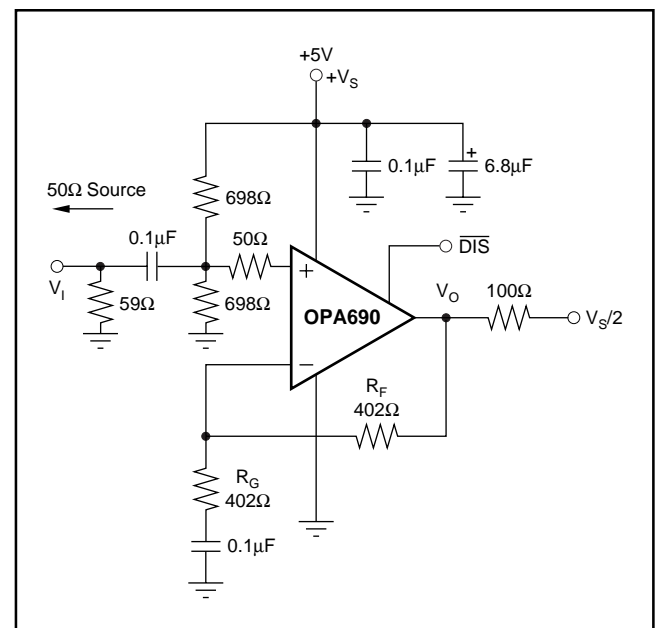 +5V
+V_S
0.1μF
6.8μF
50Ω Source
698Ω
0.1μF
50Ω
DIS
V_I
59Ω
698Ω
+
OPA690
−
V_O
100Ω
V_S/2
R_F
402Ω
R_G
402Ω
0.1μF